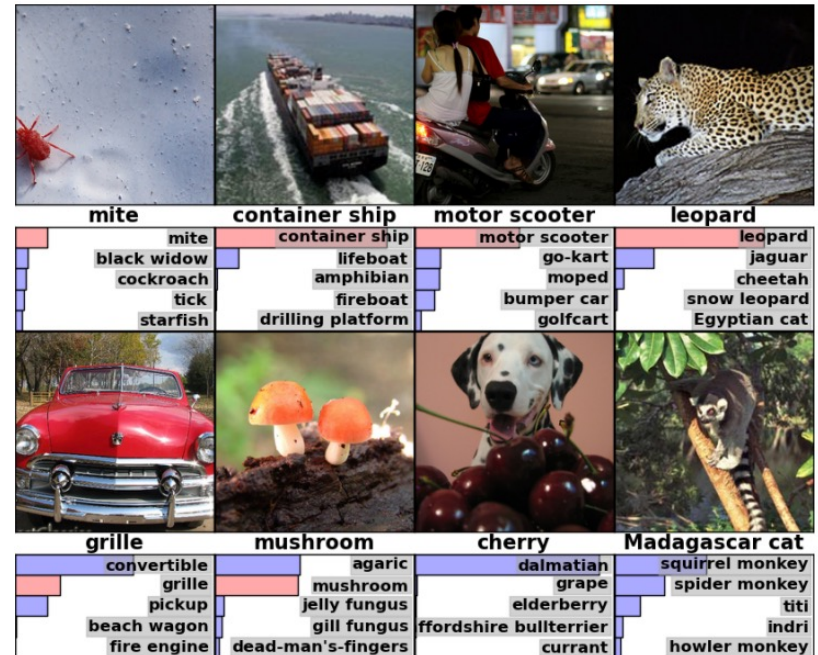 mite
container ship
motor scooter
leopard
mite
black widow
cockroach
tick
starfish
container ship
lifeboat
amphibian
fireboat
drilling platform
motor scooter
go-kart
moped
bumper car
golfcart
leopard
jaguar
cheetah
snow leopard
Egyptian cat
grille
mushroom
cherry
Madagascar cat
convertible
grille
pickup
beach wagon
fire engine
agaric
mushroom
jelly fungus
gill fungus
dead-man's-fingers
dalmatian
grape
elderberry
ffordshire bullterrier
currant
squirrel monkey
spider monkey
titi
indri
howler monkey